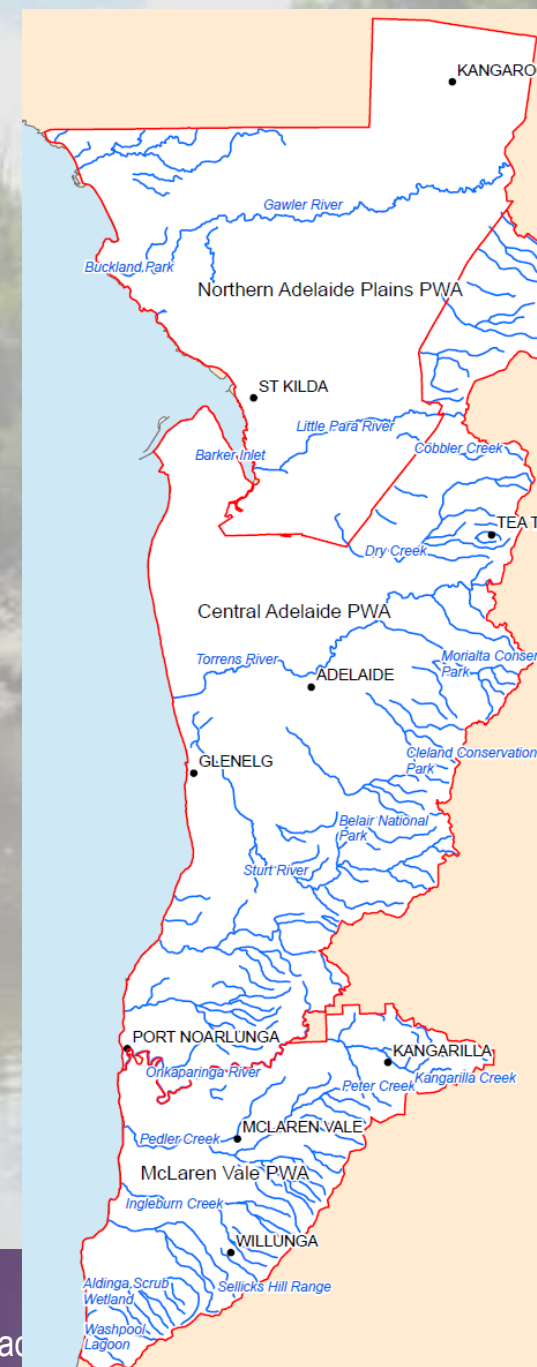 KANGARO
Gawler River
Buckland Park
Northern Adelaide Plains PWA
ST KILDA
Little Para River
Barker Inlet
Cobbler Creek
TEA T
Dry Creek
Central Adelaide PWA
Torrens River
Morialta Conser
Park
ADELAIDE
Cleland Conservation
Park
GLENELG
Belair National
Park
Sturt River
PORT NOARLUNGA
KANGARILLA
Onkaparinga River
Peter Creek
Kangarilla Creek
MCLAREN VALE
Pedler Creek
McLaren Vale PWA
Ingleburn Creek
WILLUNGA
Aldinga Scrub
Wetland
Sellicks Hill Range
Washpool
Lagoon
ac